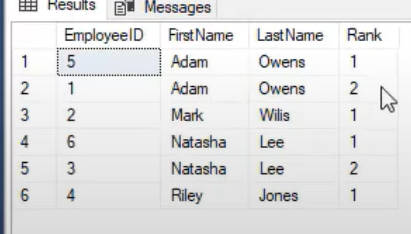 Results Messages
EmployeeID FirstName LastName Rank
1 5 Adam Owens 1
2 1 Adam Owens 2
3 2 Mark Wilis 1
4 6 Natasha Lee 1
5 3 Natasha Lee 2
6 4 Riley Jones 1